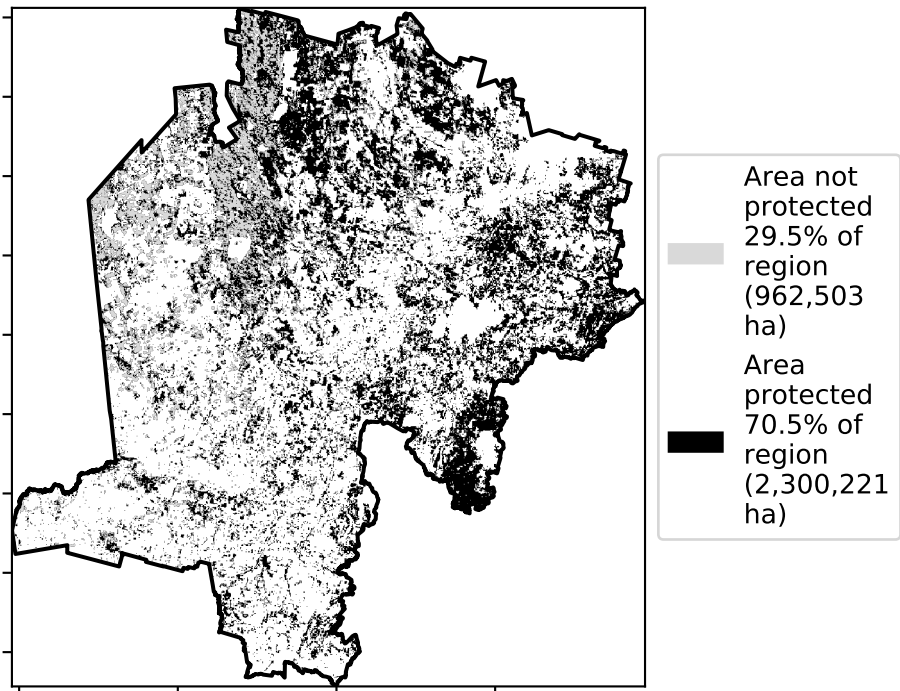 Area not
protected
29.5% of
region
(962,503
ha)
Area
protected
70.5% of
region
(2,300,221
ha)